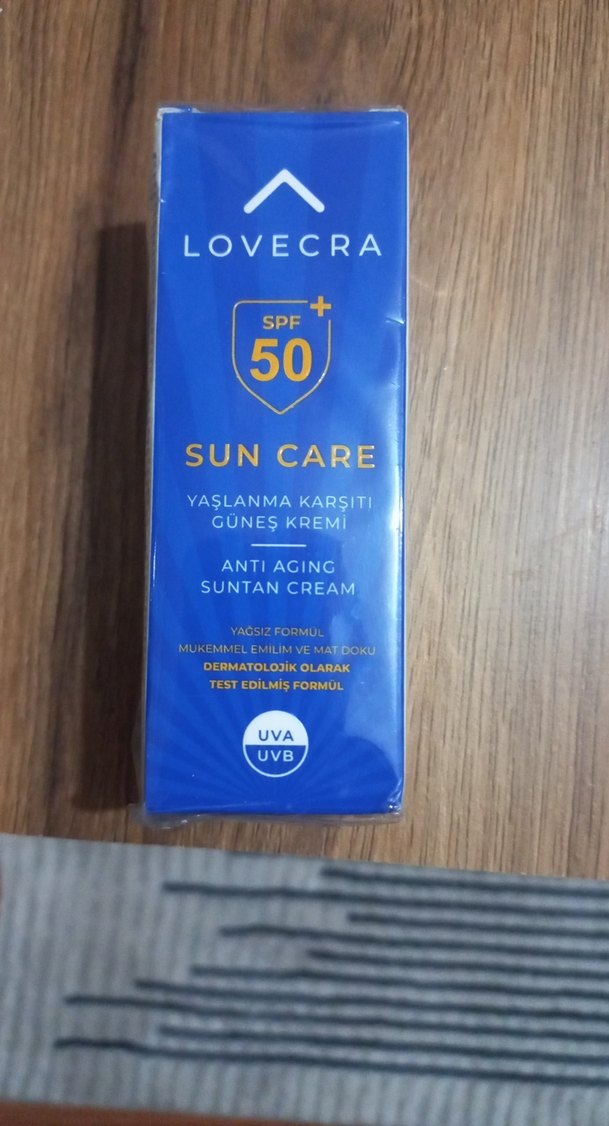 LOVECRA
SPF
50+
SUN CARE
YAŞLANMA KARŞITI
GÜNEŞ KREMİ
ANTI AGING
SUNTAN CREAM
YAĞSIZ FORMÜL
MUKEMMEL EMILIM VE MAT DOKU
DERMATOLOJİK OLARAK
TEST EDİLMİŞ FORMÜL
UVA
UVB